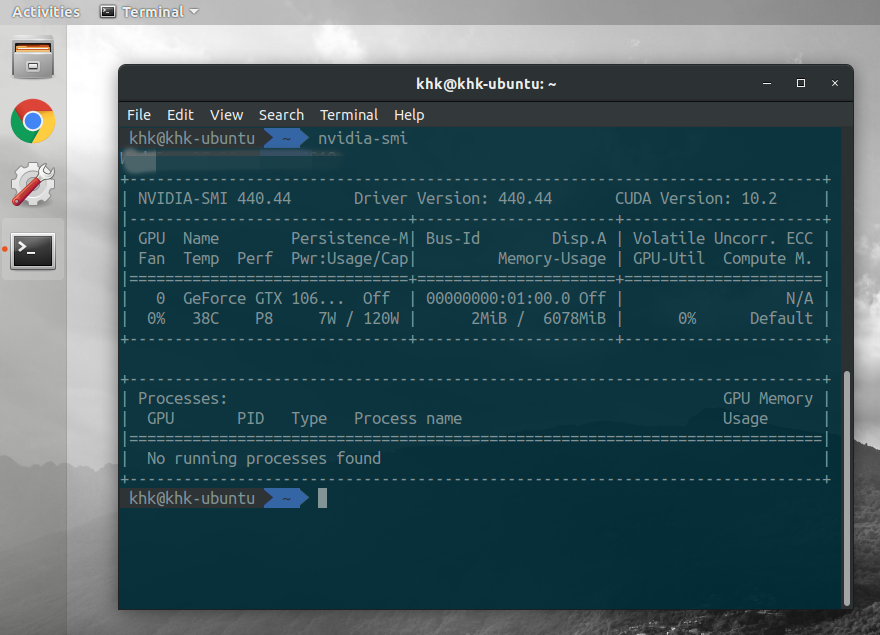 Activities Terminal
khk@khk-ubuntu: ~
File Edit View Search Terminal Help
khk@khk-ubuntu ~ nvidia-smi
+-----------------------------------------------------------------------------+
| NVIDIA-SMI 440.44       Driver Version: 440.44       CUDA Version: 10.2     |
|-------------------------------+----------------------+----------------------+
| GPU  Name        Persistence-M| Bus-Id        Disp.A | Volatile Uncorr. ECC |
| Fan  Temp  Perf  Pwr:Usage/Cap|         Memory-Usage | GPU-Util  Compute M. |
|===============================+======================+======================|
|   0  GeForce GTX 106...  Off  | 00000000:01:00.0 Off |                  N/A |
|  0%   38C    P8     7W / 120W |      2MiB /  6078MiB |      0%      Default |
+-------------------------------+----------------------+----------------------+
+-----------------------------------------------------------------------------+
| Processes:                                                       GPU Memory |
|  GPU       PID   Type   Process name                             Usage      |
|=============================================================================|
|  No running processes found                                                 |
+-----------------------------------------------------------------------------+
khk@khk-ubuntu ~